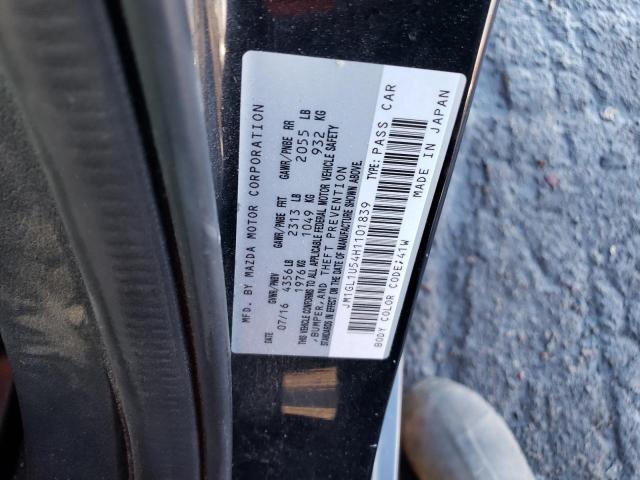 MFD. BY MAZDA MOTOR CORPORATION
DATE GVWR/PNBV GAWR/PNBE FRT GAWR/PNBE RR
07/16 4356LB 2313 LB 2055 LB
1976KG 1049 KG 932 KG
THIS VEHICLE CONFORMS TO ALL APPLICABLE FEDERAL MOTOR VEHICLE SAFETY
/BUMPER/AND THEFT PREVENTION
STANDARDS IN EFFECT ON THE DATE OF MANUFACTURE SHOWN ABOVE.
JM1GL1U54H1101839 TYPE: PASS CAR
BODY COLOR CODE;41W MADE IN JAPAN